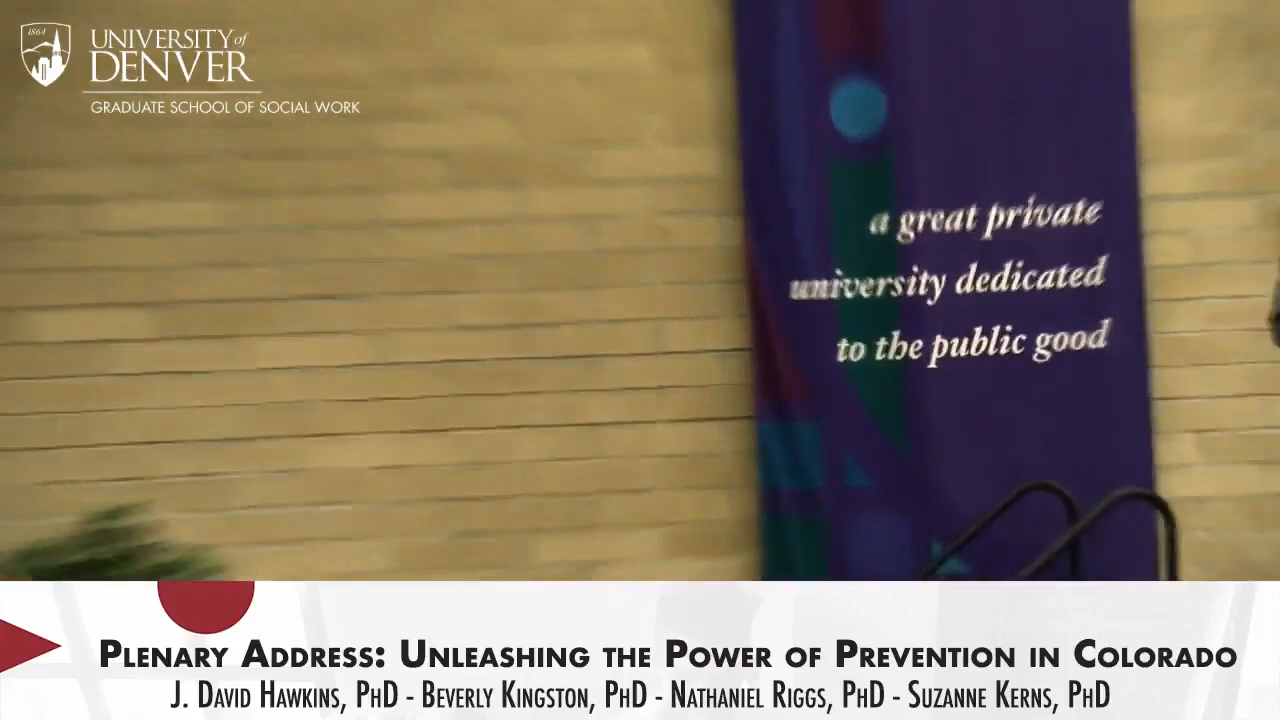 1864
UNIVERSITY of
DENVER
GRADUATE SCHOOL OF SOCIAL WORK
a great private
university dedicated
to the public good
PLENARY ADDRESS: UNLEASHING THE POWER OF PREVENTION IN COLORADO
J. DAVID HAWKINS, PHD - BEVERLY KINGSTON, PHD - NATHANIEL RIGGS, PHD - SUZANNE KERNS, PHD